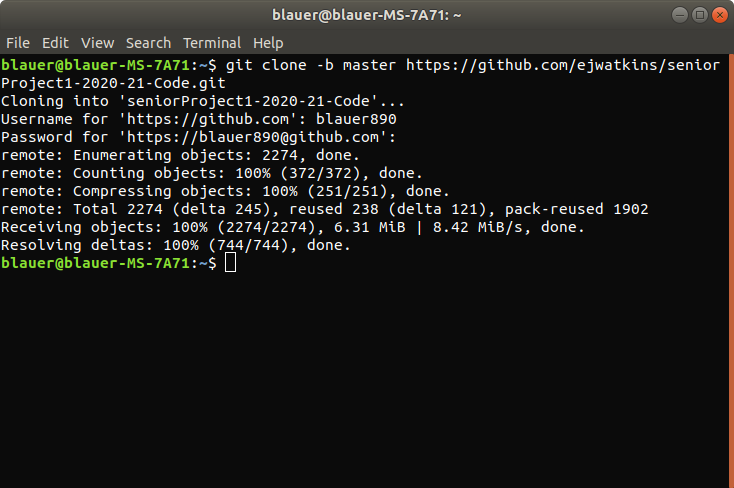 blauer@blauer-MS-7A71: ~
File Edit View Search Terminal Help
blauer@blauer-MS-7A71:~$ git clone -b master https://github.com/ejwatkins/senior
Project1-2020-21-Code.git
Cloning into 'seniorProject1-2020-21-Code'...
Username for 'https://github.com': blauer890
Password for 'https://blauer890@github.com':
remote: Enumerating objects: 2274, done.
remote: Counting objects: 100% (372/372), done.
remote: Compressing objects: 100% (251/251), done.
remote: Total 2274 (delta 245), reused 238 (delta 121), pack-reused 1902
Receiving objects: 100% (2274/2274), 6.31 MiB | 8.42 MiB/s, done.
Resolving deltas: 100% (744/744), done.
blauer@blauer-MS-7A71:~$